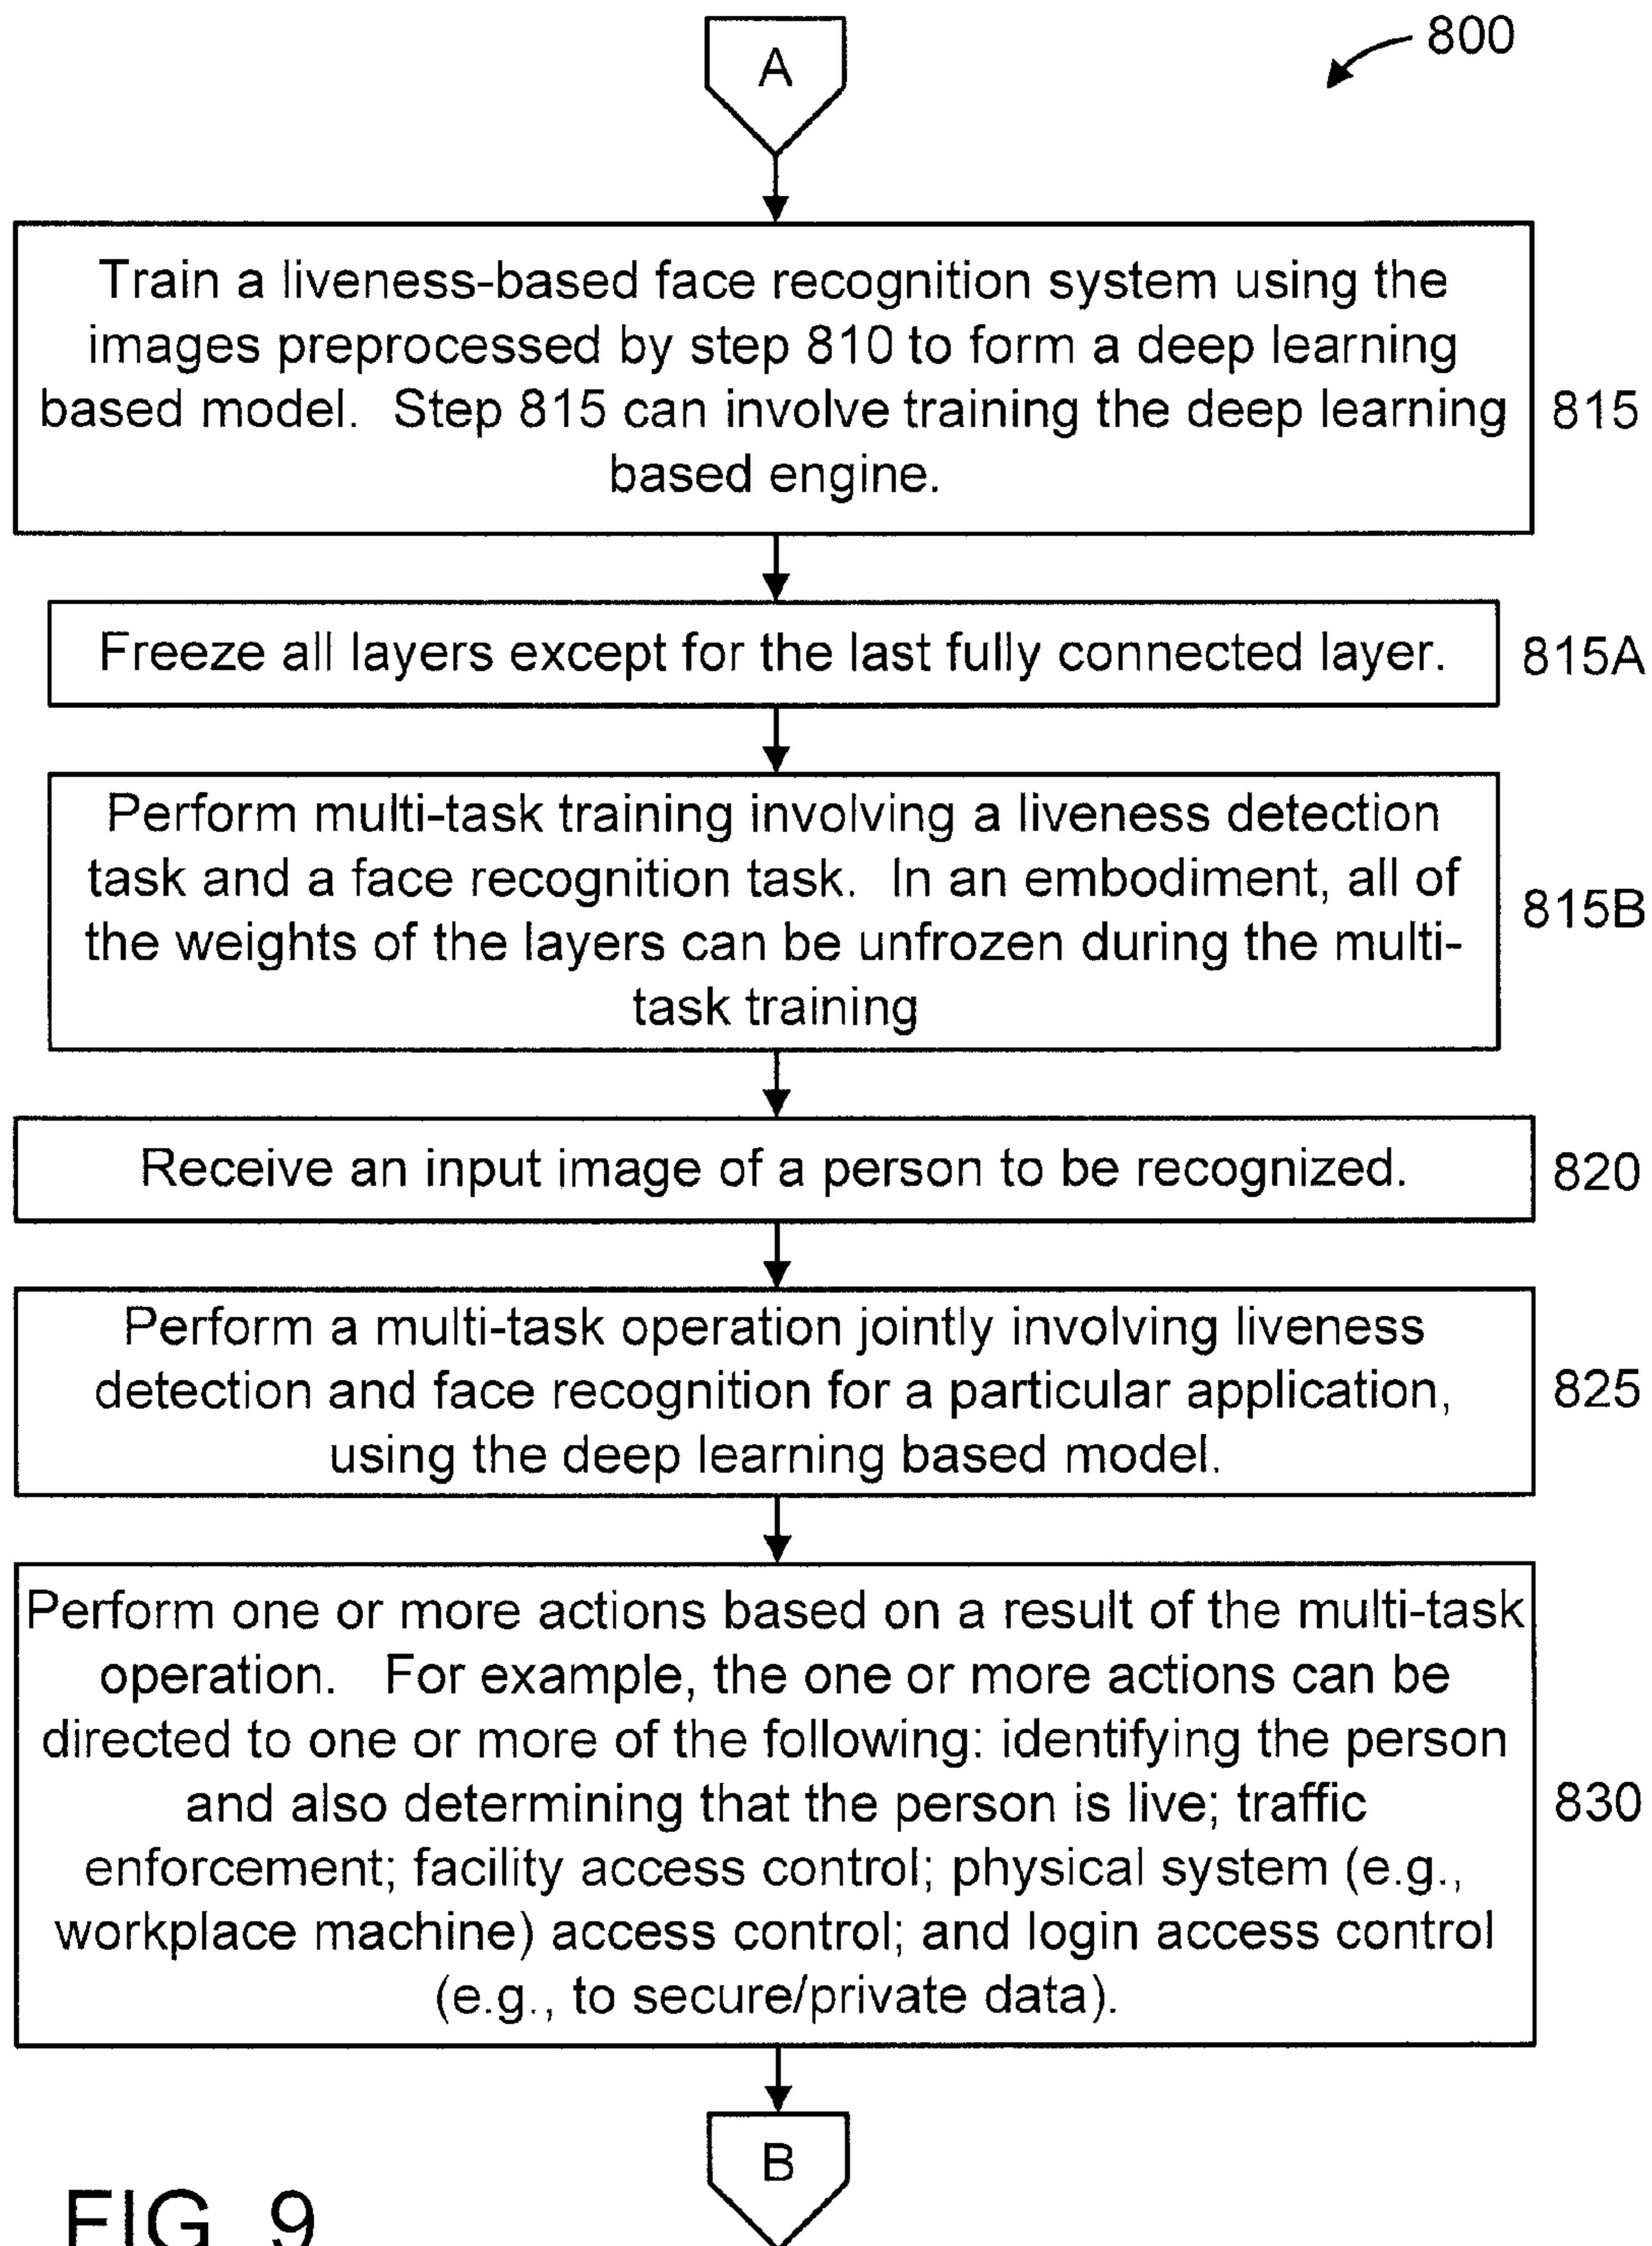 A
800
Train a liveness-based face recognition system using the
images preprocessed by step 810 to form a deep learning
based model. Step 815 can involve training the deep learning
based engine.
815
Freeze all layers except for the last fully connected layer.
815A
Perform multi-task training involving a liveness detection
task and a face recognition task. In an embodiment, all of
the weights of the layers can be unfrozen during the multi-
task training
815B
Receive an input image of a person to be recognized.
820
Perform a multi-task operation jointly involving liveness
detection and face recognition for a particular application,
using the deep learning based model.
825
Perform one or more actions based on a result of the multi-task
operation. For example, the one or more actions can be
directed to one or more of the following: identifying the person
and also determining that the person is live; traffic
enforcement; facility access control; physical system (e.g.,
workplace machine) access control; and login access control
(e.g., to secure/private data).
830
B
FIG. 9